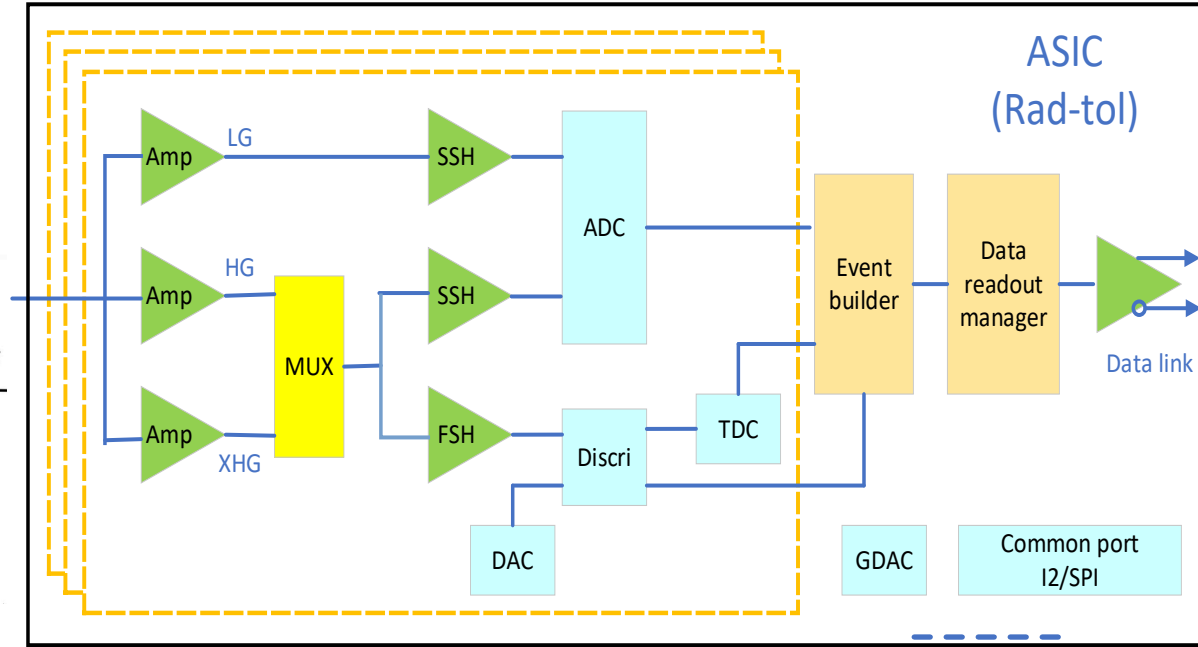 ASIC
(Rad-tol)
Amp
LG
SSH
ADC
Amp
HG
SSH
MUX
Amp
XHG
FSH
Discri
TDC
DAC
Event
builder
Data
readout
manager
Data link
GDAC
Common port
I2/SPI